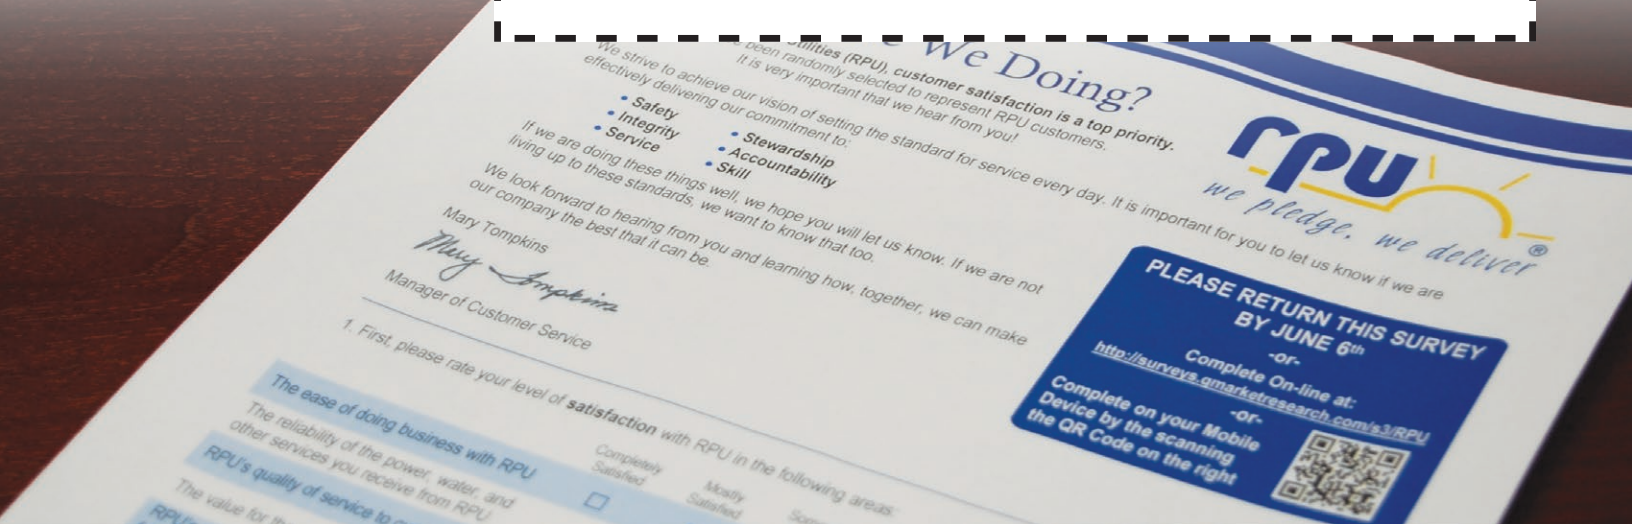 e We Doing?
tilities (RPU), customer satisfaction is a top priority.
been randomly selected to represent RPU customers.
It is very important that we hear from you!
We strive to achieve our vision of setting the standard for service every day. It is important for you to let us know if we are
effectively delivering our commitment to:
• Safety
• Integrity
• Service
• Stewardship
• Accountability
• Skill
If we are doing these things well, we hope you will let us know. If we are not
living up to these standards, we want to know that too.
We look forward to hearing from you and learning how, together, we can make
our company the best that it can be.
Mary Tompkins
Mary Tompkins
Manager of Customer Service
rpu
we pledge, we deliver®
PLEASE RETURN THIS SURVEY
BY JUNE 6th
-or-
Complete On-line at:
http://surveys.qmarketresearch.com/s3/RPU
-or-
Complete on your Mobile
Device by the scanning
the QR Code on the right
1. First, please rate your level of satisfaction with RPU in the following areas:
Completely
Satisfied
Mostly
Satisfied
The ease of doing business with RPU
The reliability of the power, water, and
other services you receive from RPU
RPU's quality of service to
The value for
RPU's